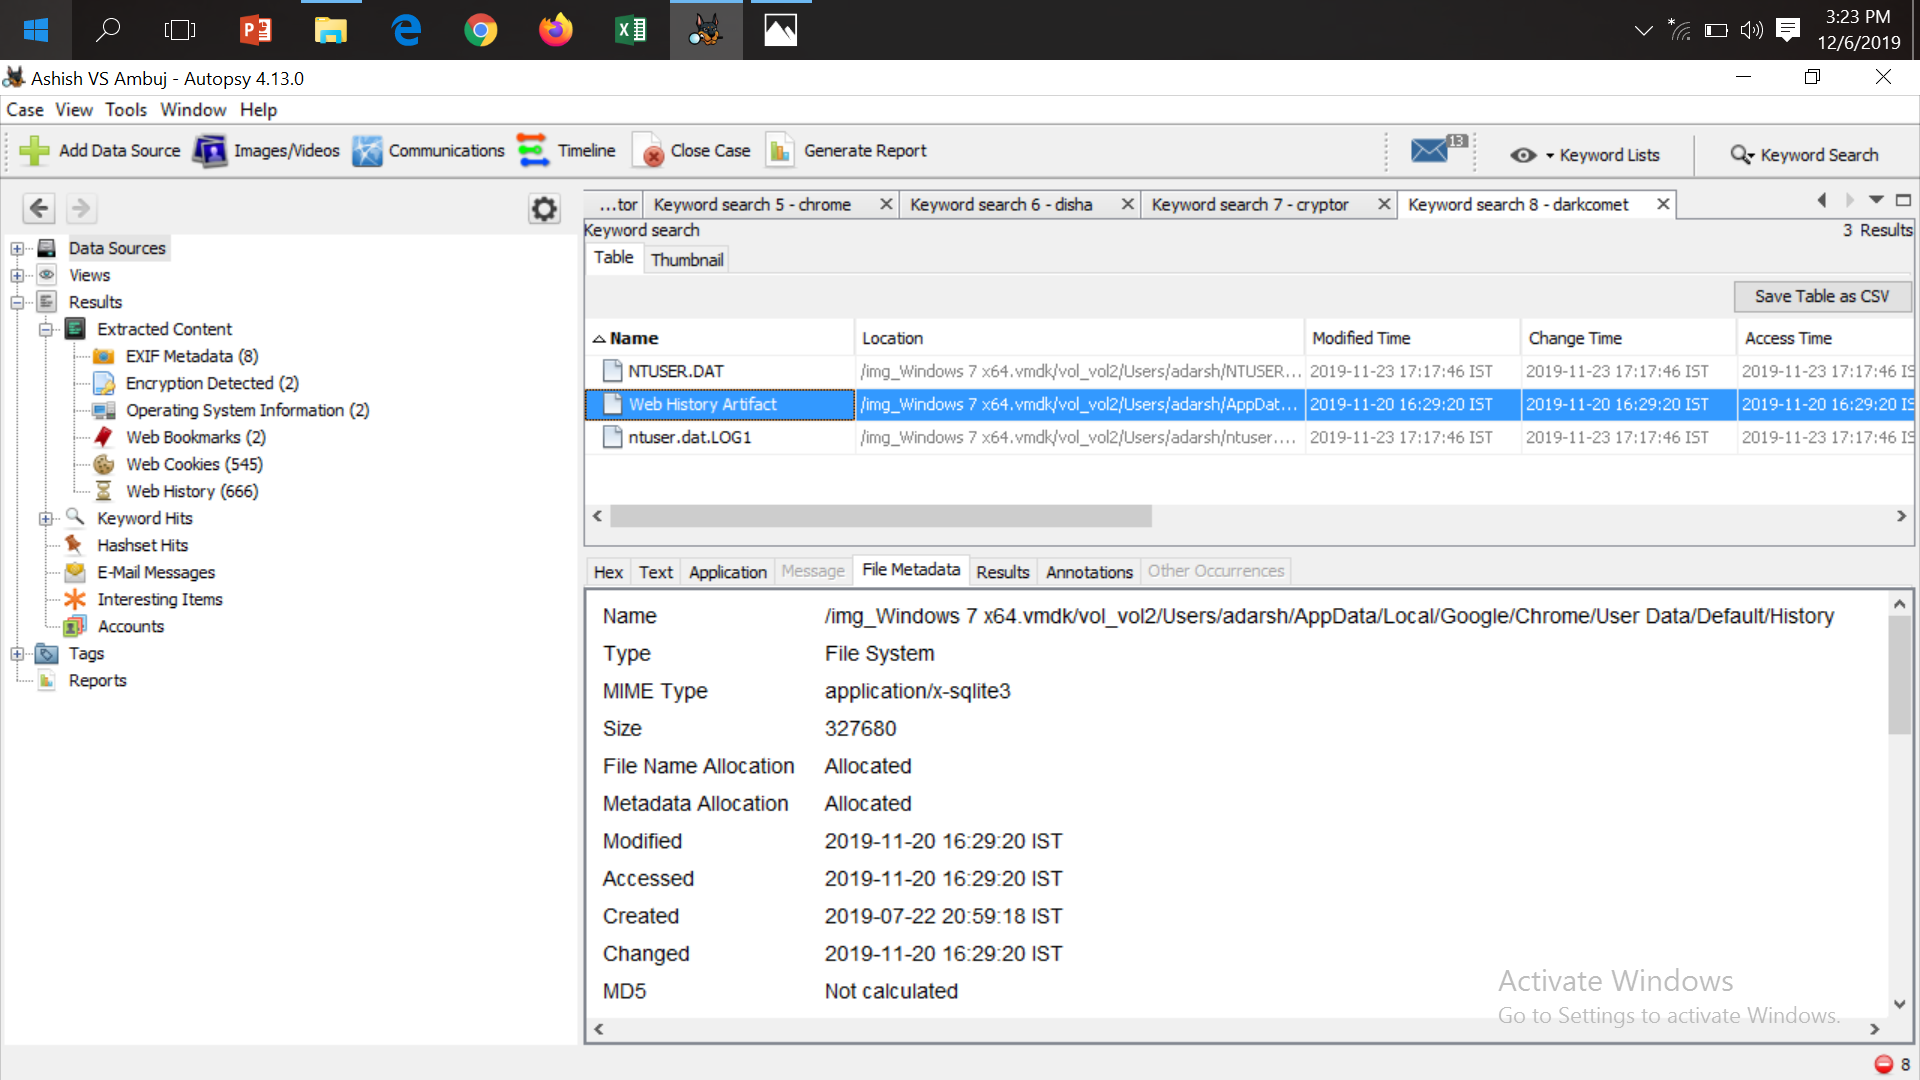 3:23 PM
12/6/2019
Ashish VS Ambuj - Autopsy 4.13.0
Case View Tools Window Help
Add Data Source Images/Videos Communications Timeline Close Case Generate Report 13 Keyword Lists Keyword Search
...tor Keyword search 5 - chrome Keyword search 6 - disha Keyword search 7 - cryptor Keyword search 8 - darkcomet
Keyword search 3 Results
Table Thumbnail
Save Table as CSV
Name Location Modified Time Change Time Access Time
NTUSER.DAT /img_Windows 7 x64.vmdk/vol_vol2/Users/adarsh/NTUSER... 2019-11-23 17:17:46 IST 2019-11-23 17:17:46 IST 2019-11-23 17:17:46 IS
Web History Artifact /img_Windows 7 x64.vmdk/vol_vol2/Users/adarsh/AppDat... 2019-11-20 16:29:20 IST 2019-11-20 16:29:20 IST 2019-11-20 16:29:20 IS
ntuser.dat.LOG1 /img_Windows 7 x64.vmdk/vol_vol2/Users/adarsh/ntuser.... 2019-11-23 17:17:46 IST 2019-11-23 17:17:46 IST 2019-11-23 17:17:46 IS
Data Sources
Views
Results
Extracted Content
EXIF Metadata (8)
Encryption Detected (2)
Operating System Information (2)
Web Bookmarks (2)
Web Cookies (545)
Web History (666)
Keyword Hits
Hashset Hits
E-Mail Messages
Interesting Items
Accounts
Tags
Reports
Hex Text Application Message File Metadata Results Annotations Other Occurrences
Name /img_Windows 7 x64.vmdk/vol_vol2/Users/adarsh/AppData/Local/Google/Chrome/User Data/Default/History
Type File System
MIME Type application/x-sqlite3
Size 327680
File Name Allocation Allocated
Metadata Allocation Allocated
Modified 2019-11-20 16:29:20 IST
Accessed 2019-11-20 16:29:20 IST
Created 2019-07-22 20:59:18 IST
Changed 2019-11-20 16:29:20 IST
MD5 Not calculated
Activate Windows
Go to Settings to activate Windows.
8